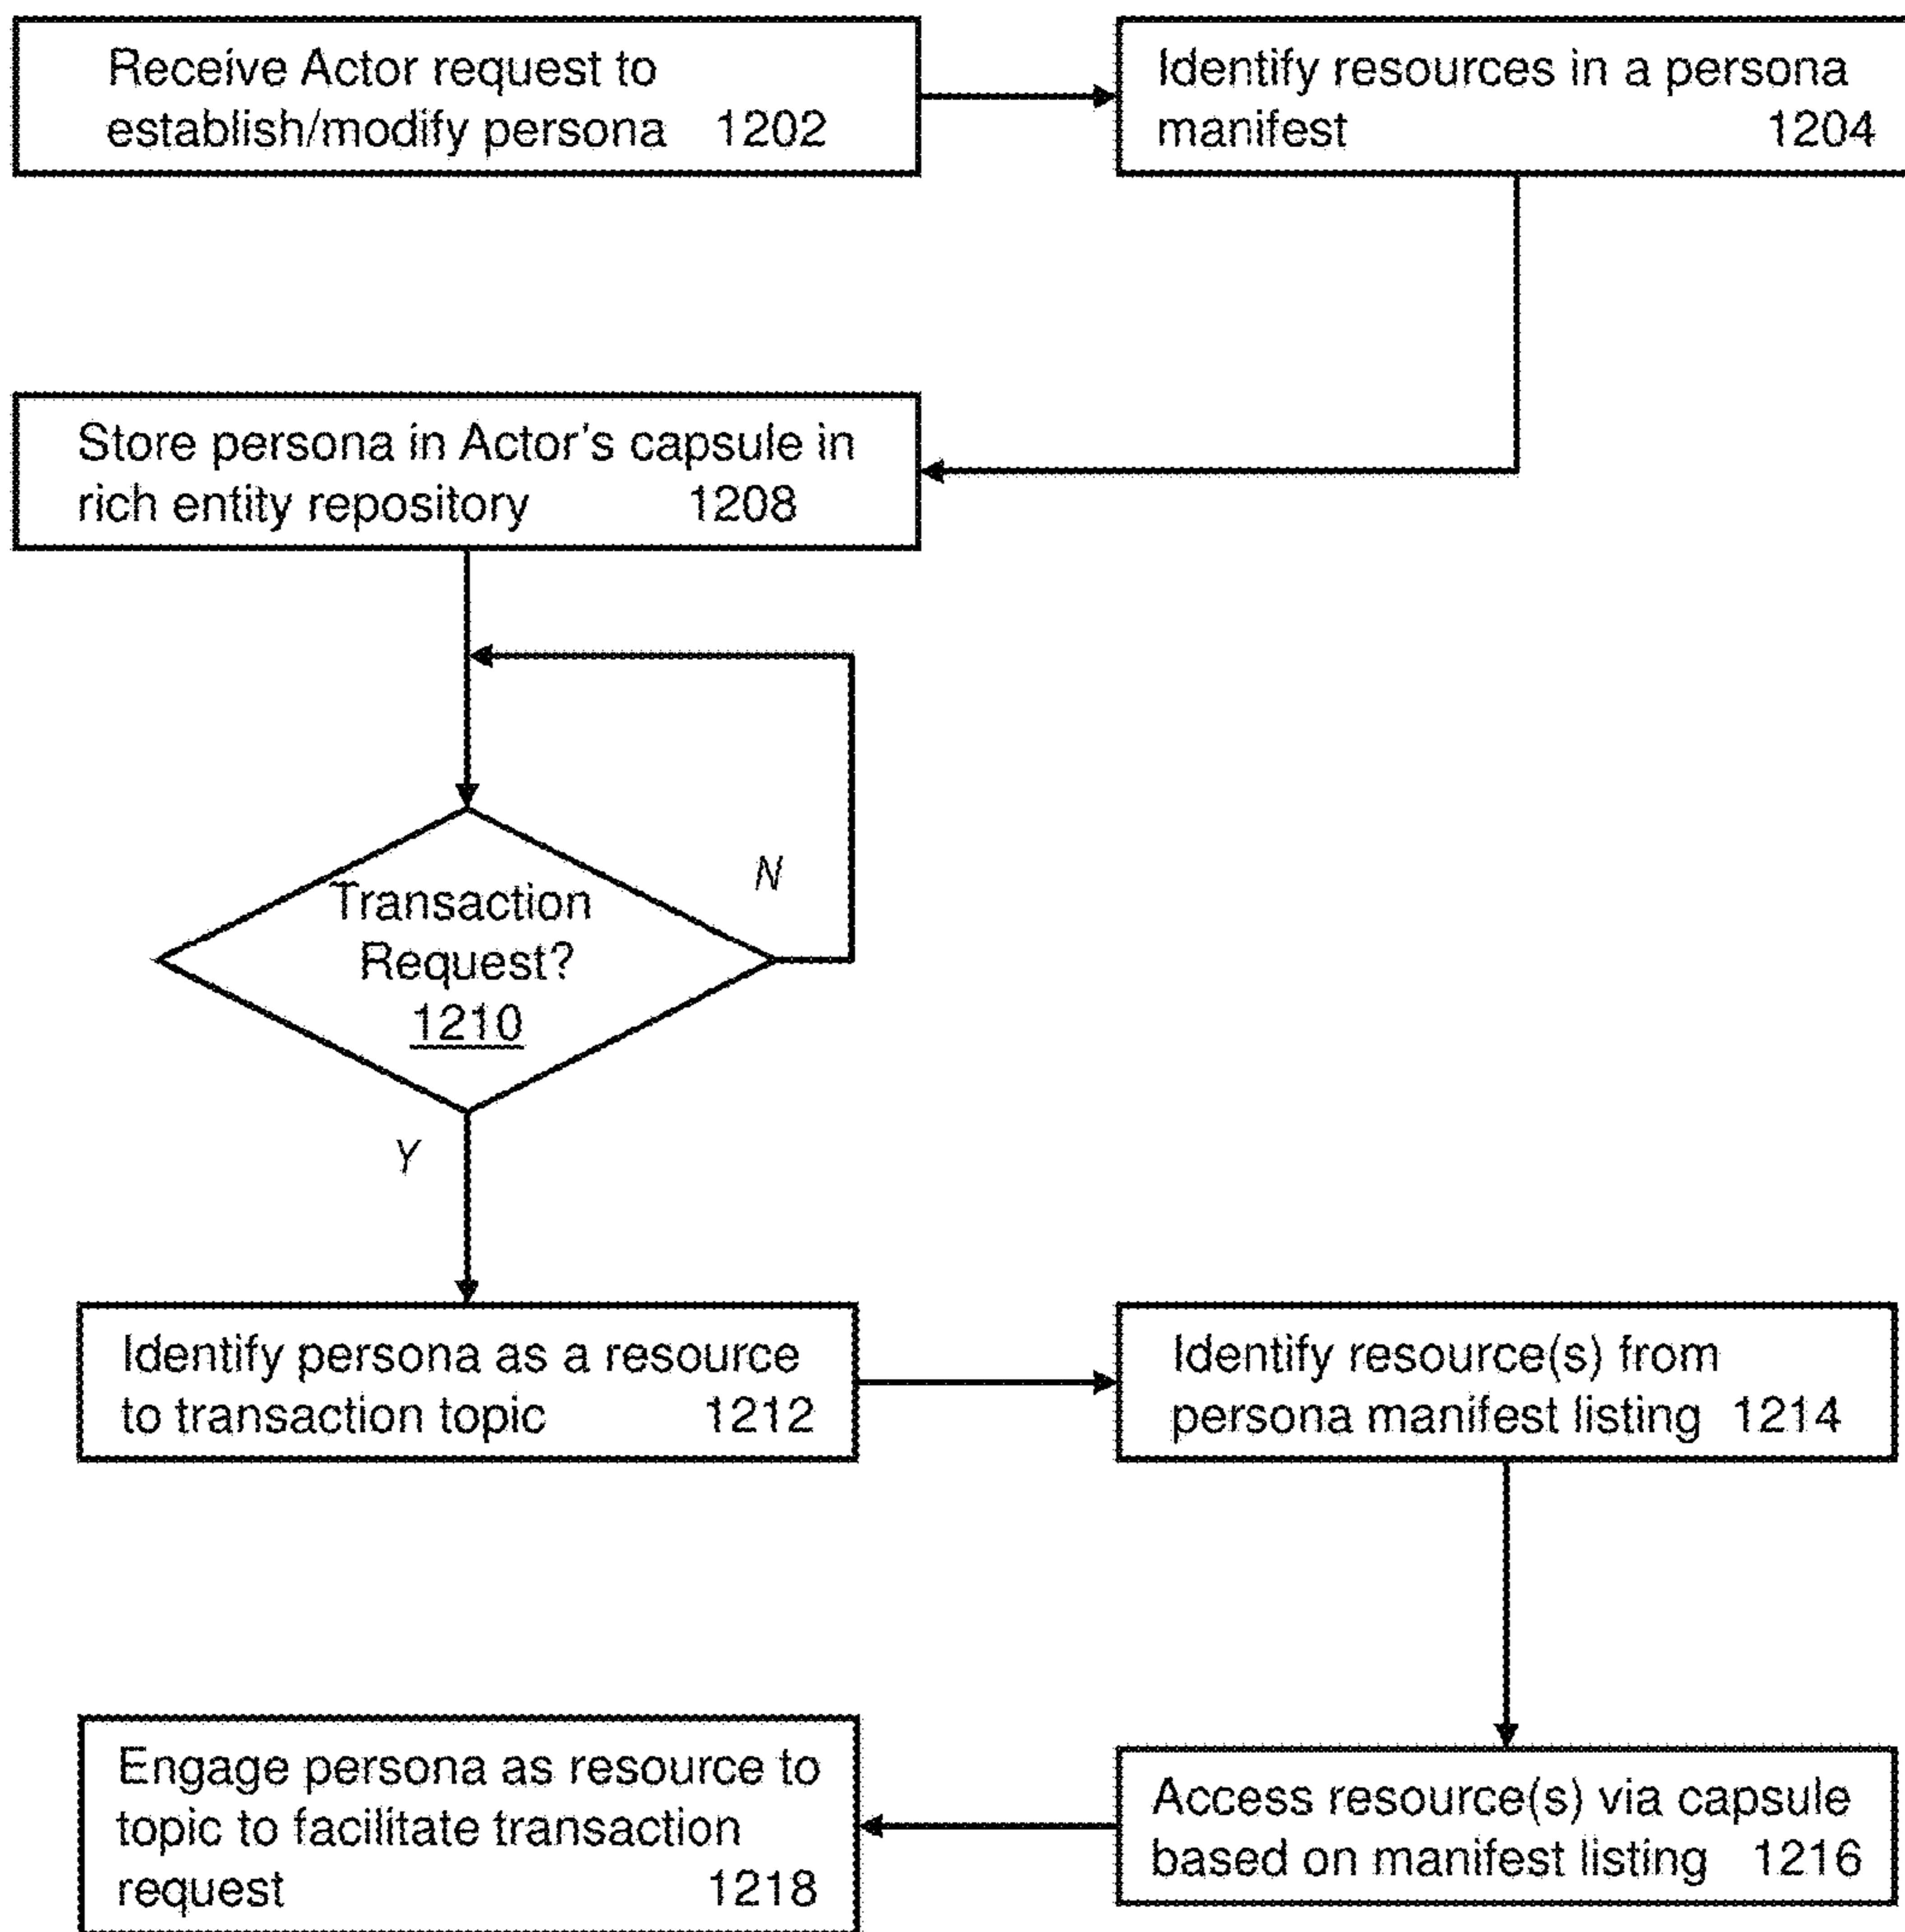 Receive Actor request to
establish/modify persona 1202
Identify resources in a persona
manifest 1204
Store persona in Actor's capsule in
rich entity repository 1208
N
Transaction
Request?
1210
Y
Identify persona as a resource
to transaction topic 1212
Identify resource(s) from
persona manifest listing 1214
Engage persona as resource to
topic to facilitate transaction
request 1218
Access resource(s) via capsule
based on manifest listing 1216